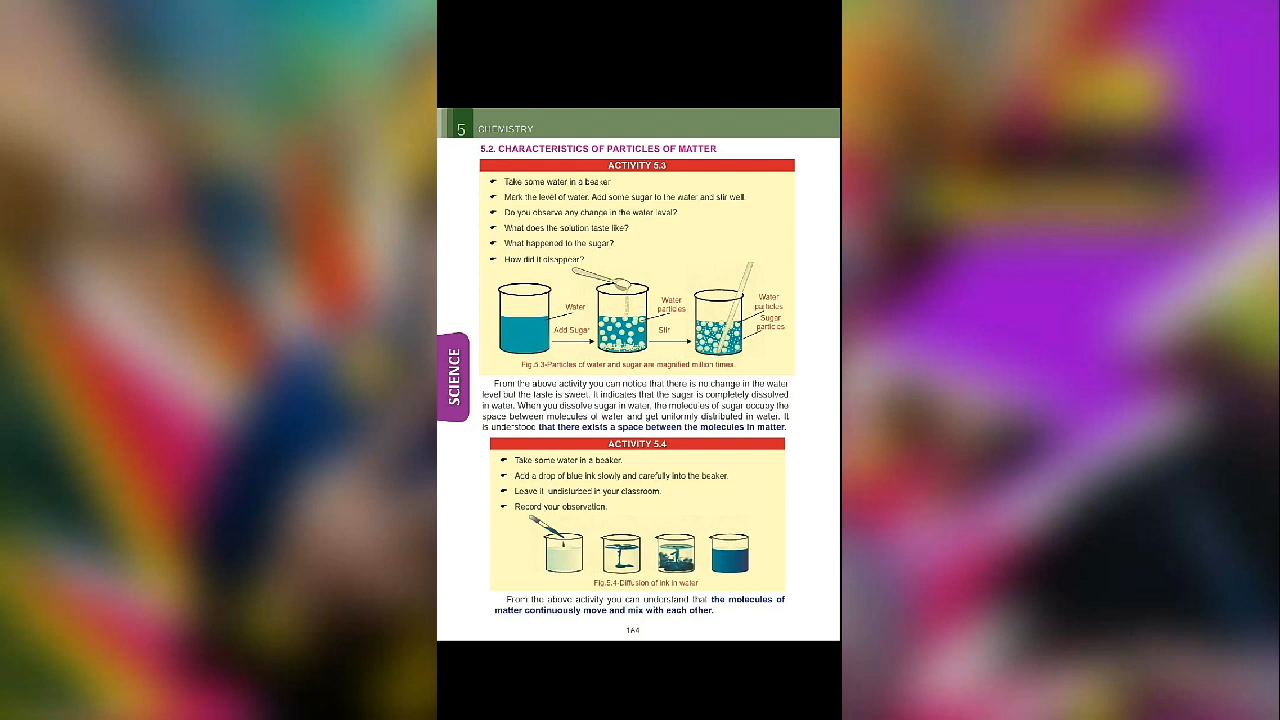 5 CHEMISTRY
5.2. CHARACTERISTICS OF PARTICLES OF MATTER
ACTIVITY 5.3
Take some water in a beaker
Mark the level of water. Add some sugar to the water and stir well.
Do you observe any change in the water level?
What does the solution taste like?
What happened to the sugar?
How did it disappear?
Water
Add Sugar
Water
particles
Stir
Water
particles
Sugar
particles
Fig.5.3-Particles of water and sugar are magnified million times.
SCIENCE
From the above activity you can notice that there is no change in the water
level but the taste is sweet. It indicates that the sugar is completely dissolved
in water. When you dissolve sugar in water, the molecules of sugar occupy the
space between molecules of water and get uniformly distributed in water. It
is understood that there exists a space between the molecules in matter.
ACTIVITY 5.4
Take some water in a beaker.
Add a drop of blue ink slowly and carefully into the beaker.
Leave it undisturbed in your classroom.
Record your observation.
Fig.5.4-Diffusion of ink in water
From the above activity you can understand that the molecules of
matter continuously move and mix with each other.
164